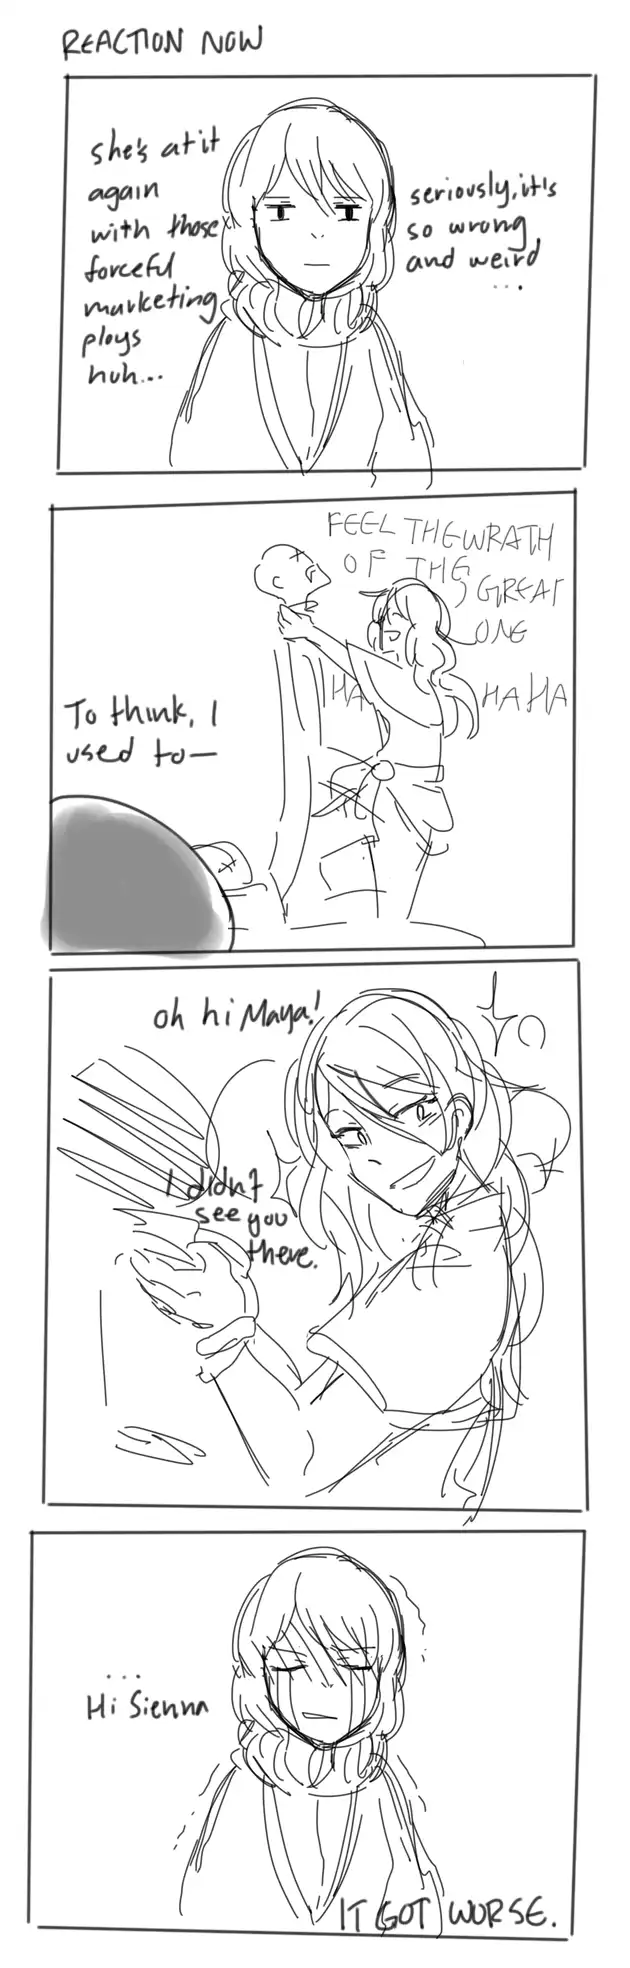 REACTION NOW
she's at it
again
with those
forceful
marketing
ploys
huh...
seriously, it's
so wrong
and weird
...
FEEL THE WRATH
OF THE
GREAT
ONE
HA
HA HA
To think, I
used to—
oh hi Maya!
I didn't
see you
there.
...
Hi Sienna
IT GOT WORSE.